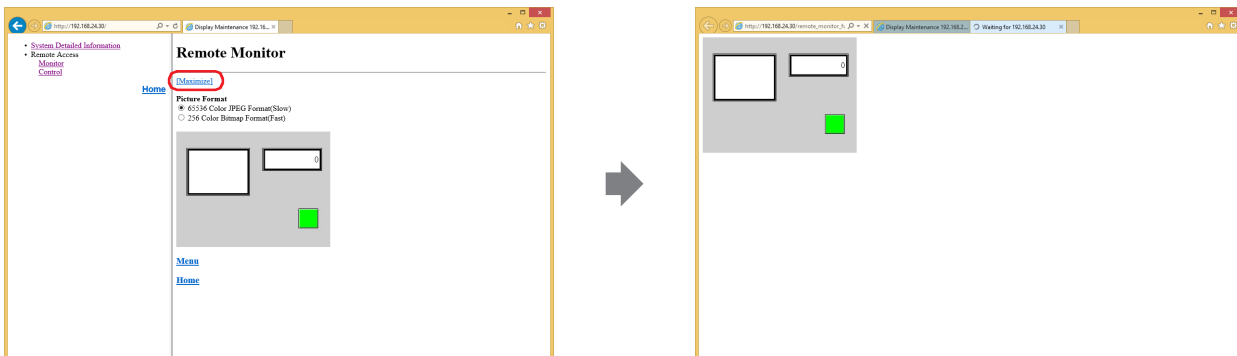 http://192.168.24.30/
Display Maintenance 192.16...
System Detailed Information
Remote Access
Monitor
Control
Home
Remote Monitor
[Maximize]
Picture Format
65536 Color JPEG Format(Slow)
256 Color Bitmap Format(Fast)
0
Menu
Home
http://192.168.24.30/remote_monitor_fu
Display Maintenance 192.168.2...
Waiting for 192.168.24.30
0